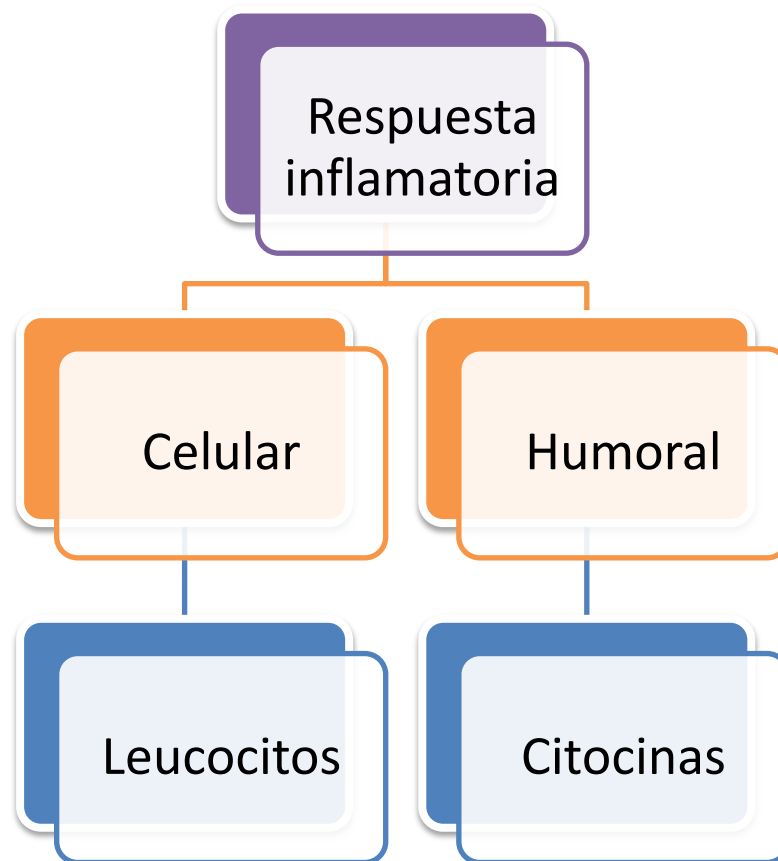 Respuesta
inflamatoria
Celular
Humoral
Leucocitos
Citocinas